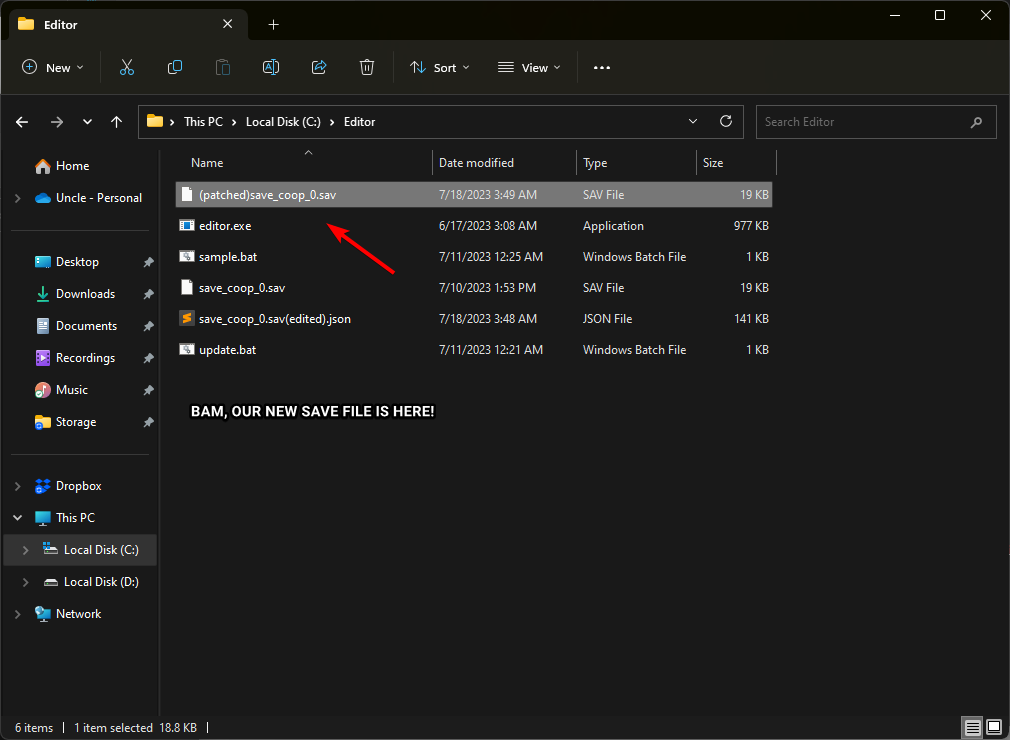 Editor
New Sort View
This PC Local Disk (C:) Editor Search Editor
Name Date modified Type Size
(patched)save_coop_0.sav 7/18/2023 3:49 AM SAV File 19 KB
editor.exe 6/17/2023 3:08 AM Application 977 KB
sample.bat 7/11/2023 12:25 AM Windows Batch File 1 KB
save_coop_0.sav 7/10/2023 1:53 PM SAV File 19 KB
save_coop_0.sav(edited).json 7/18/2023 3:48 AM JSON File 141 KB
update.bat 7/11/2023 12:21 AM Windows Batch File 1 KB
BAM, OUR NEW SAVE FILE IS HERE!
Home
Uncle - Personal
Desktop
Downloads
Documents
Recordings
Music
Storage
Dropbox
This PC
Local Disk (C:)
Local Disk (D:)
Network
6 items 1 item selected 18.8 KB